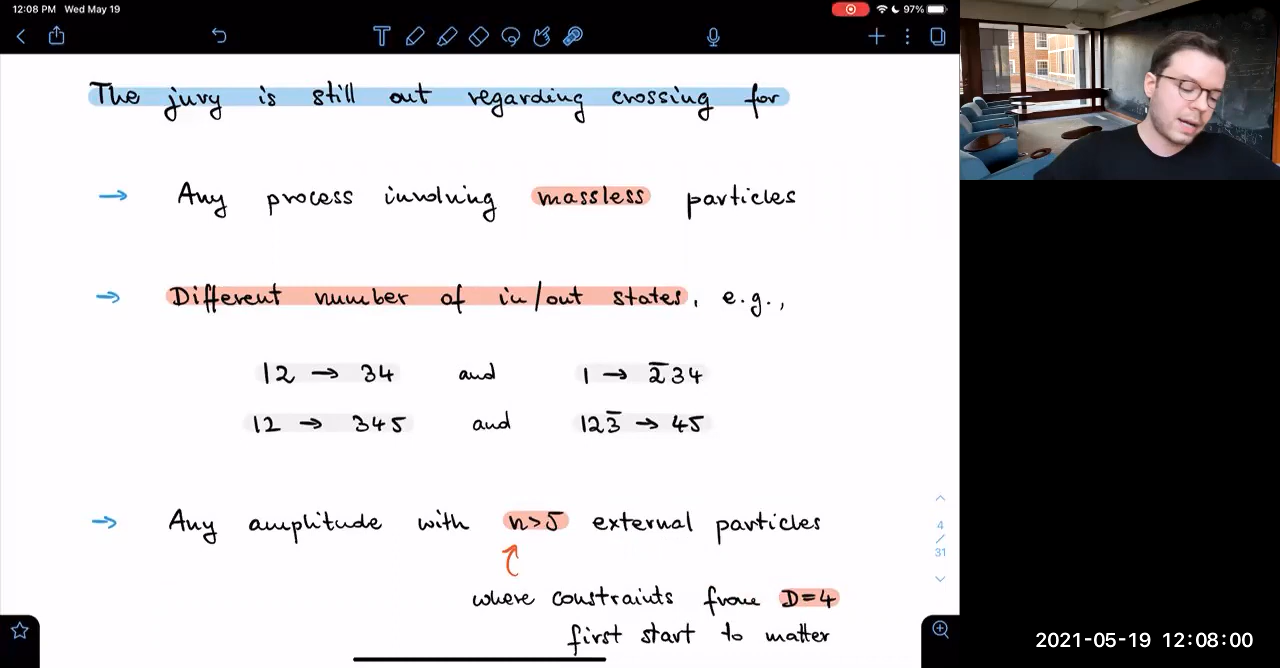 12:08 PM Wed May 19
97%
The jury is still out regarding crossing for
→ Any process involving massless particles
→ Different number of in/out states, e.g.,
12 → 34 and 1 → 2̅34
12 → 345 and 123̅ → 45
→ Any amplitude with n>5 external particles
where constraints from D=4
first start to matter
4
/
31
2021-05-19 12:08:00